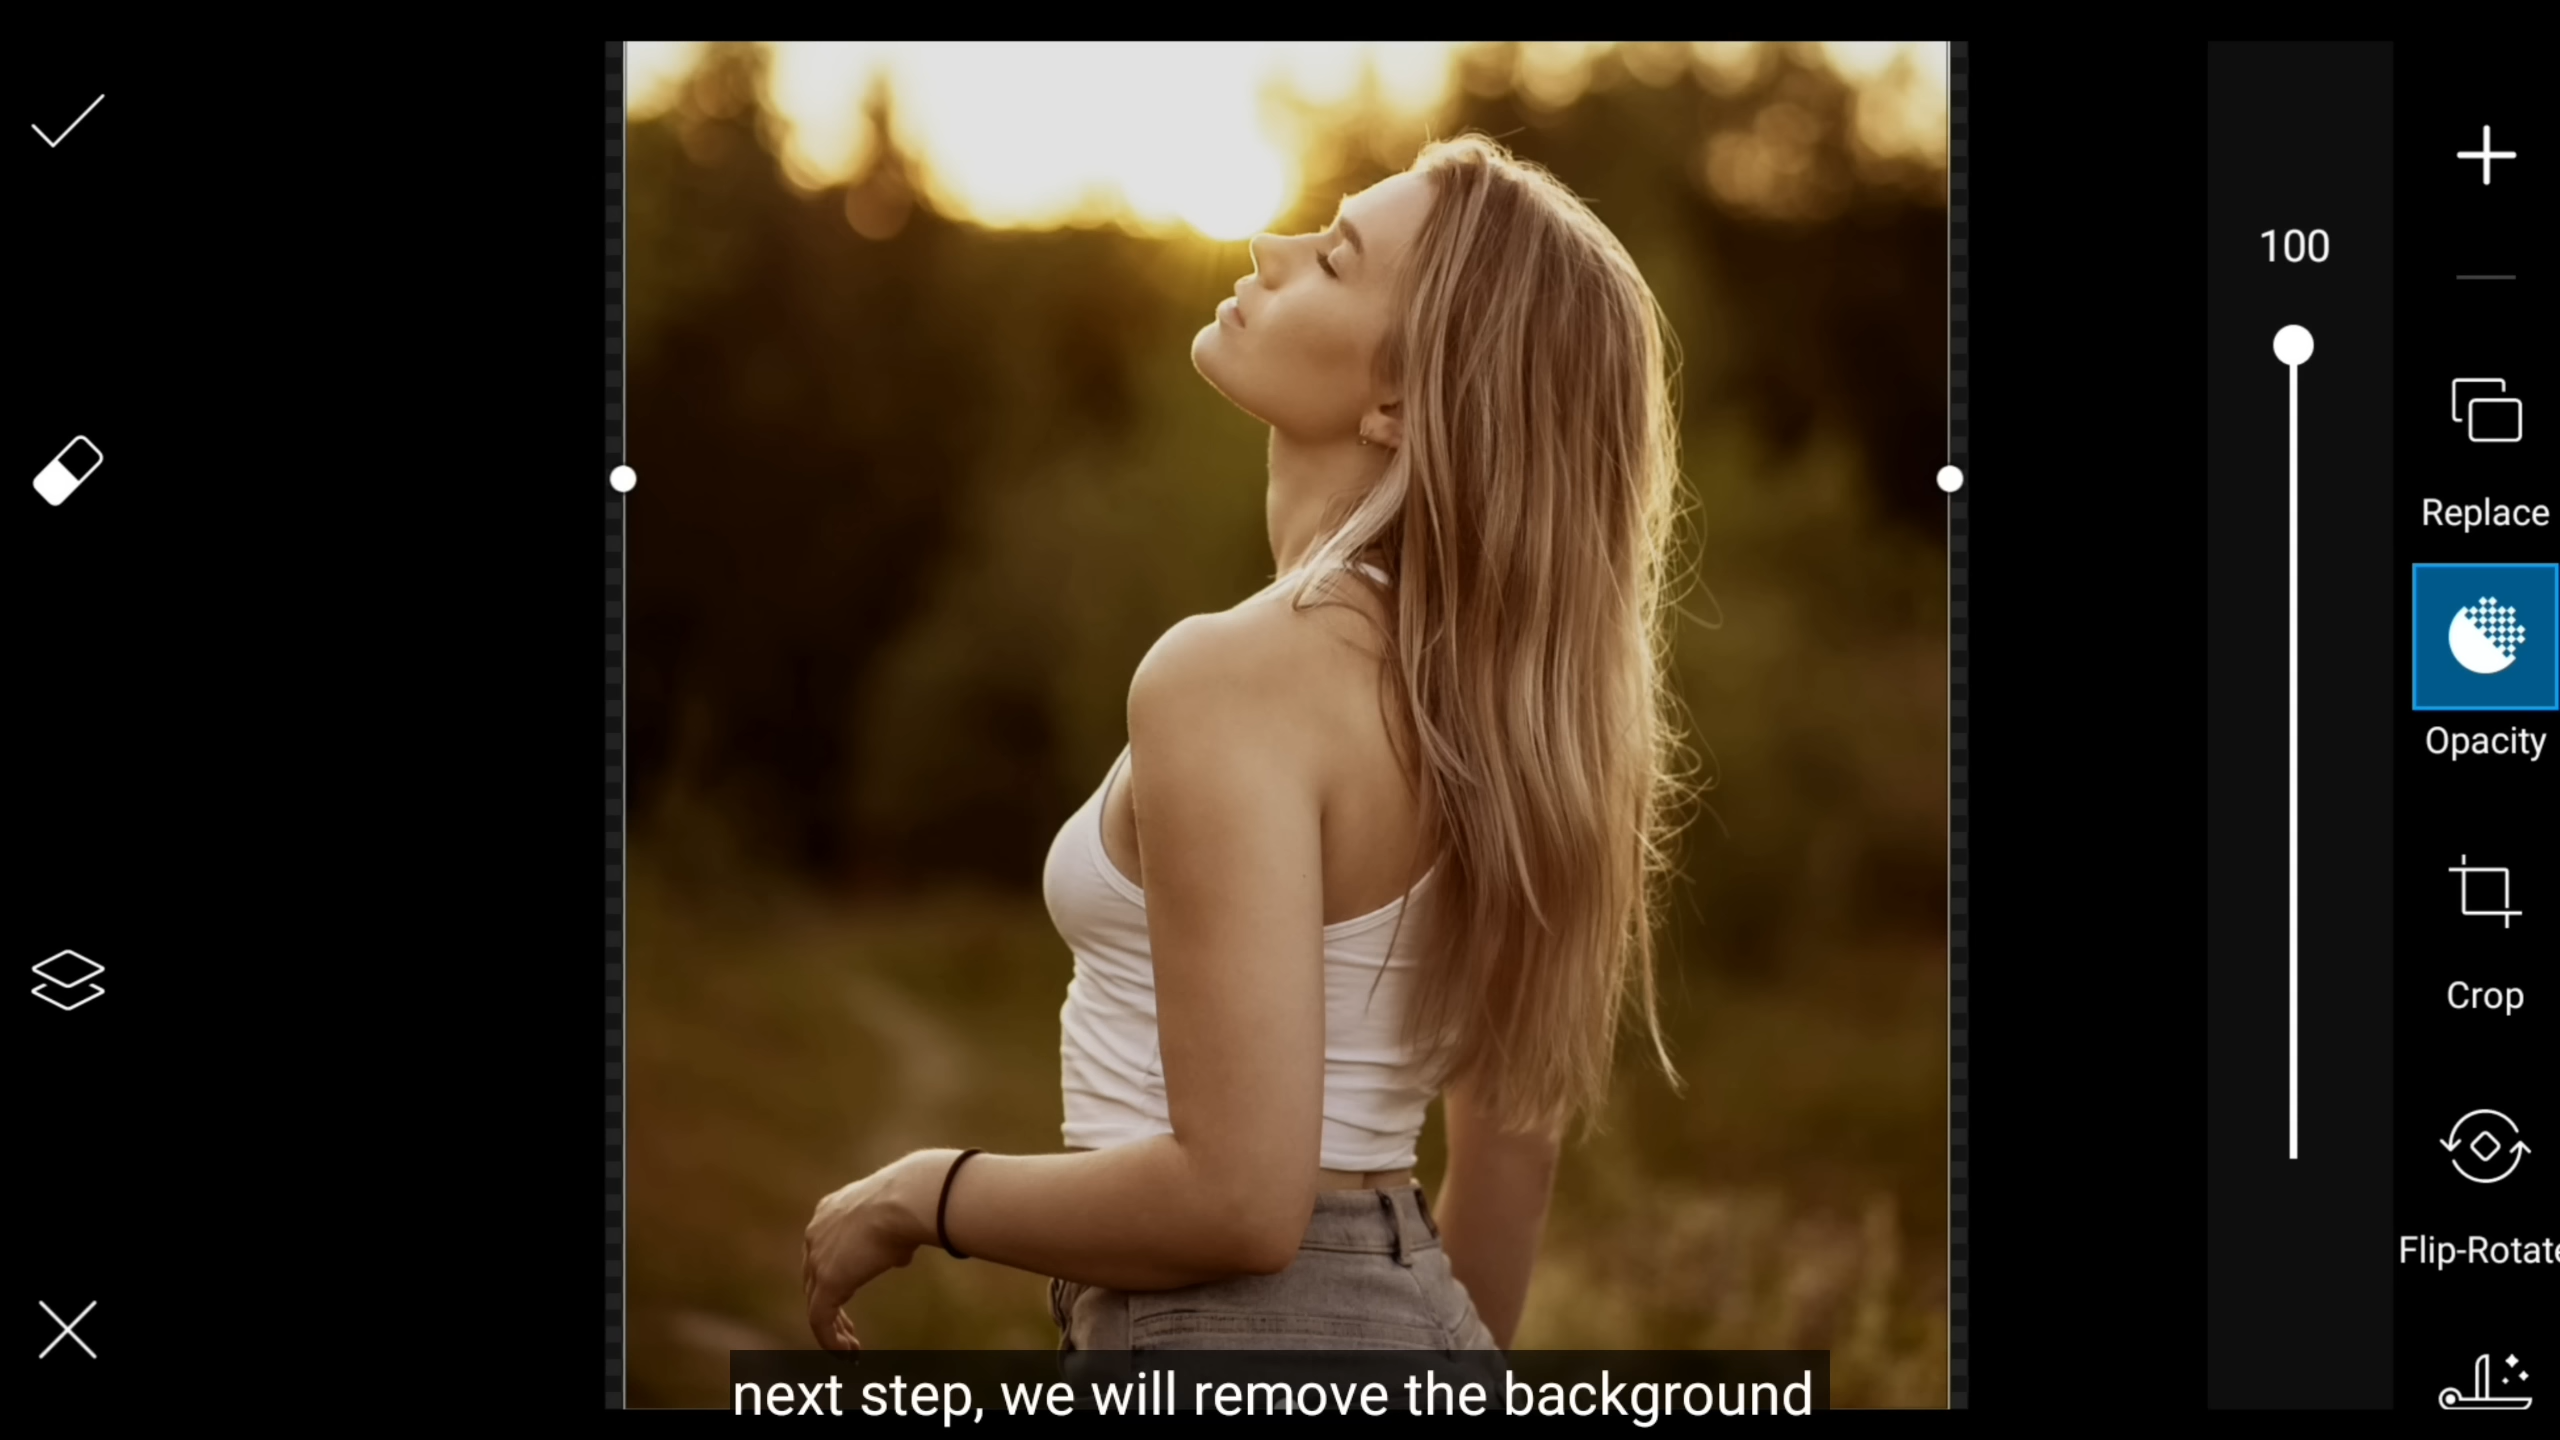 100
Replace
Opacity
Crop
Flip-Rotate
next step, we will remove the background